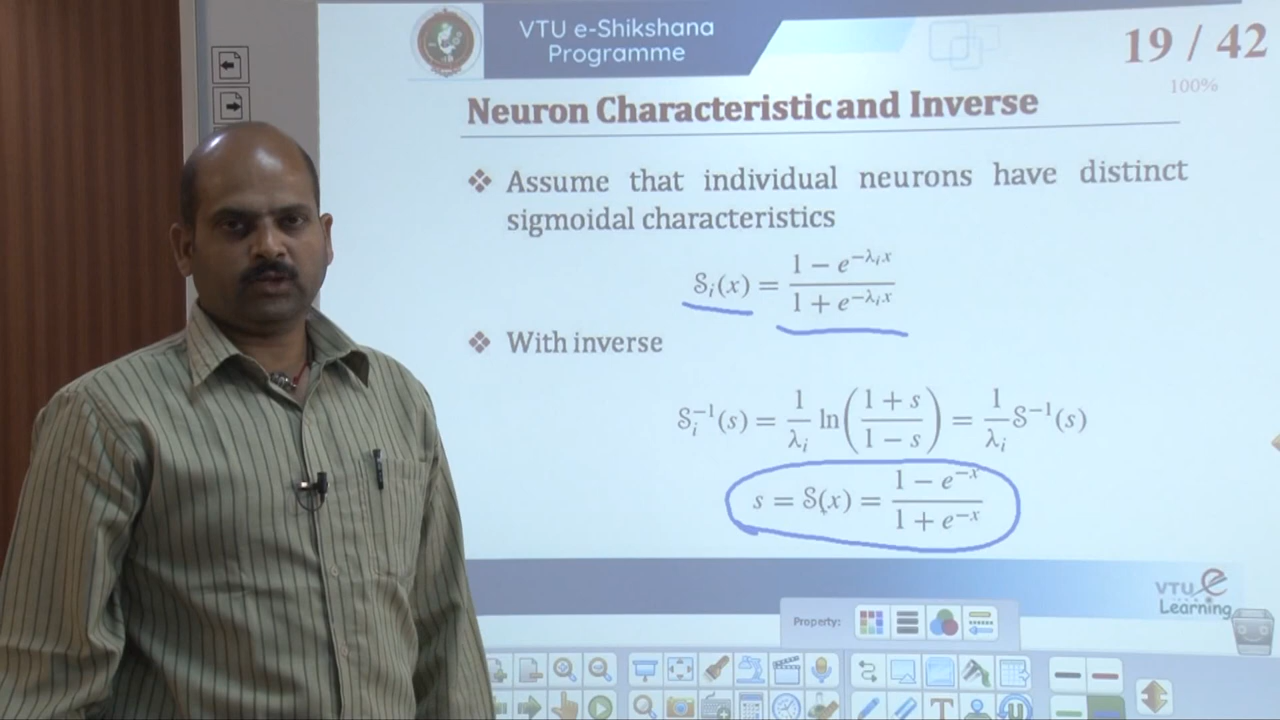 VTU e-Shikshana
Programme
19 / 42
100%
Neuron Characteristic and Inverse
❖ Assume that individual neurons have distinct
sigmoidal characteristics
𝒮ᵢ(x) = (1 − e^{−λᵢx}) / (1 + e^{−λᵢx})
❖ With inverse
𝒮ᵢ⁻¹(s) = (1/λᵢ) ln((1 + s)/(1 − s)) = (1/λᵢ) 𝒮⁻¹(s)
s = 𝒮(x) = (1 − e^{−x}) / (1 + e^{−x})
VTU e
Learning
Property: